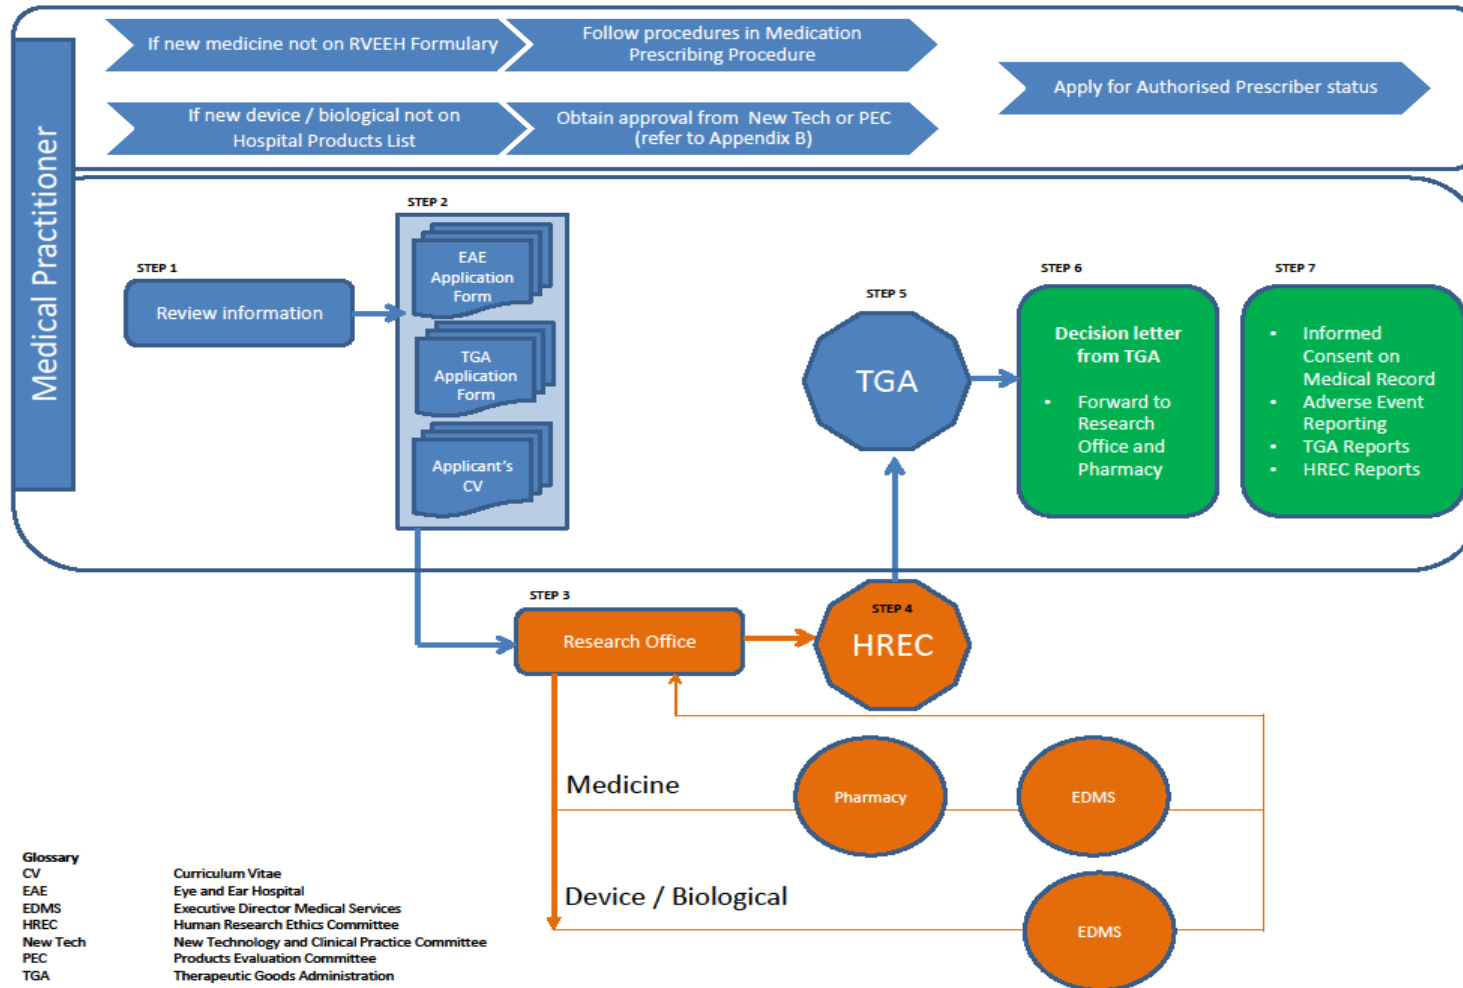 Medical Practitioner
If new medicine not on RVEEH Formulary
Follow procedures in Medication
Prescribing Procedure
Apply for Authorised Prescriber status
If new device / biological not on
Hospital Products List
Obtain approval from New Tech or PEC
(refer to Appendix B)
STEP 1
Review information
STEP 2
EAE
Application
Form
TGA
Application
Form
Applicant's
CV
STEP 3
Research Office
STEP 4
HREC
STEP 5
TGA
STEP 6
Decision letter
from TGA
• Forward to
Research
Office and
Pharmacy
STEP 7
• Informed
Consent on
Medical Record
• Adverse Event
Reporting
• TGA Reports
• HREC Reports
Medicine
Pharmacy
EDMS
Device / Biological
EDMS
Glossary
CV Curriculum Vitae
EAE Eye and Ear Hospital
EDMS Executive Director Medical Services
HREC Human Research Ethics Committee
New Tech New Technology and Clinical Practice Committee
PEC Products Evaluation Committee
TGA Therapeutic Goods Administration